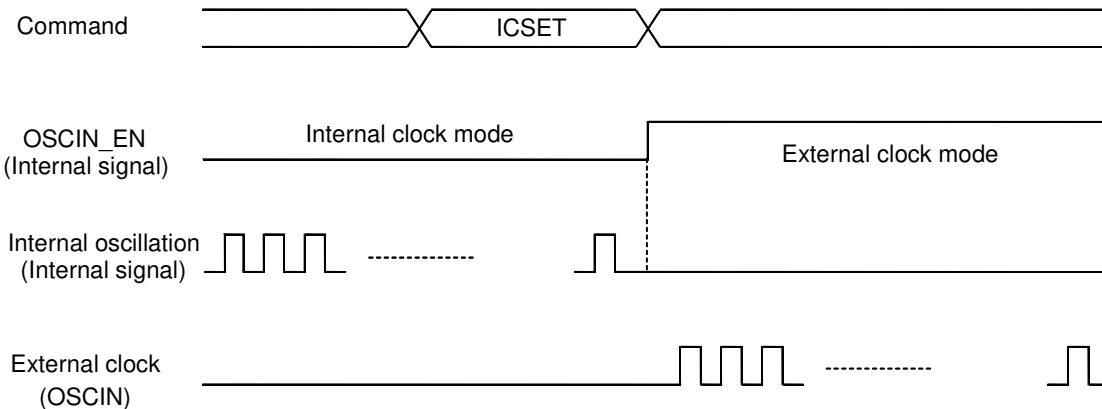 Command
ICSET
OSCIN_EN
(Internal signal)
Internal clock mode
External clock mode
Internal oscillation
(Internal signal)
External clock
(OSCIN)